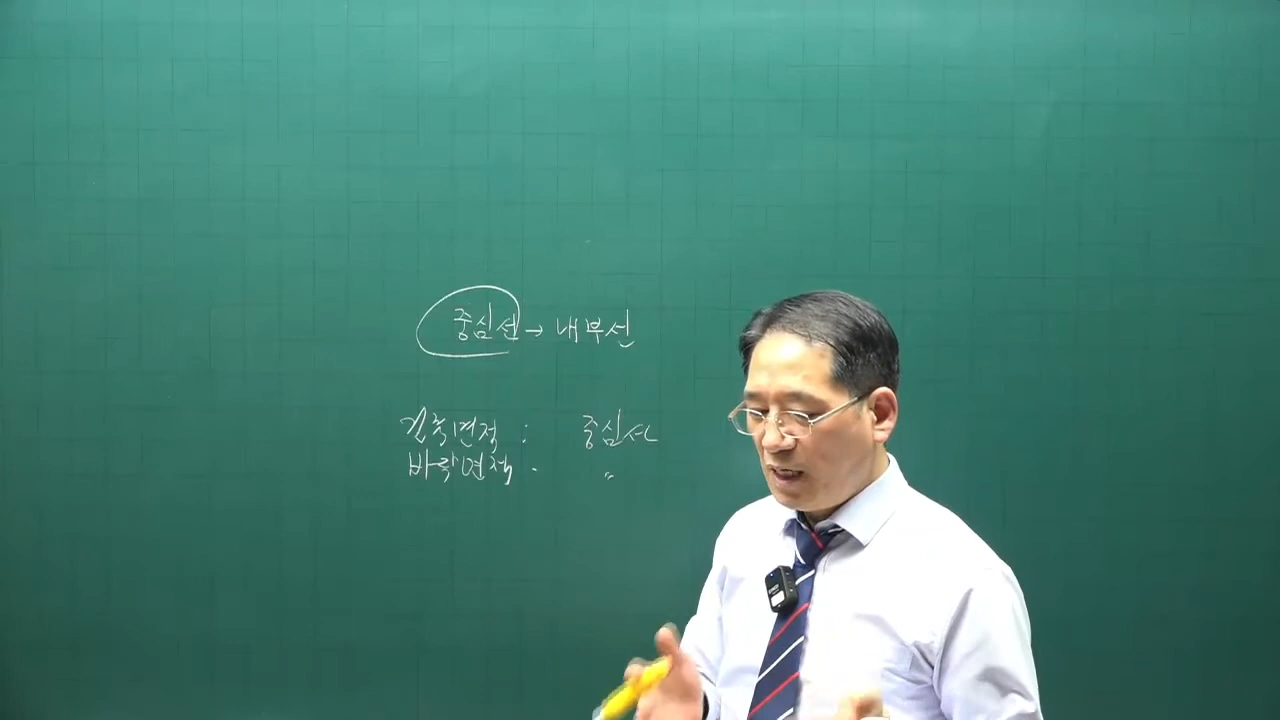 중심선 → 내부선
건축면적 : 중심선
바닥면적 . 〃